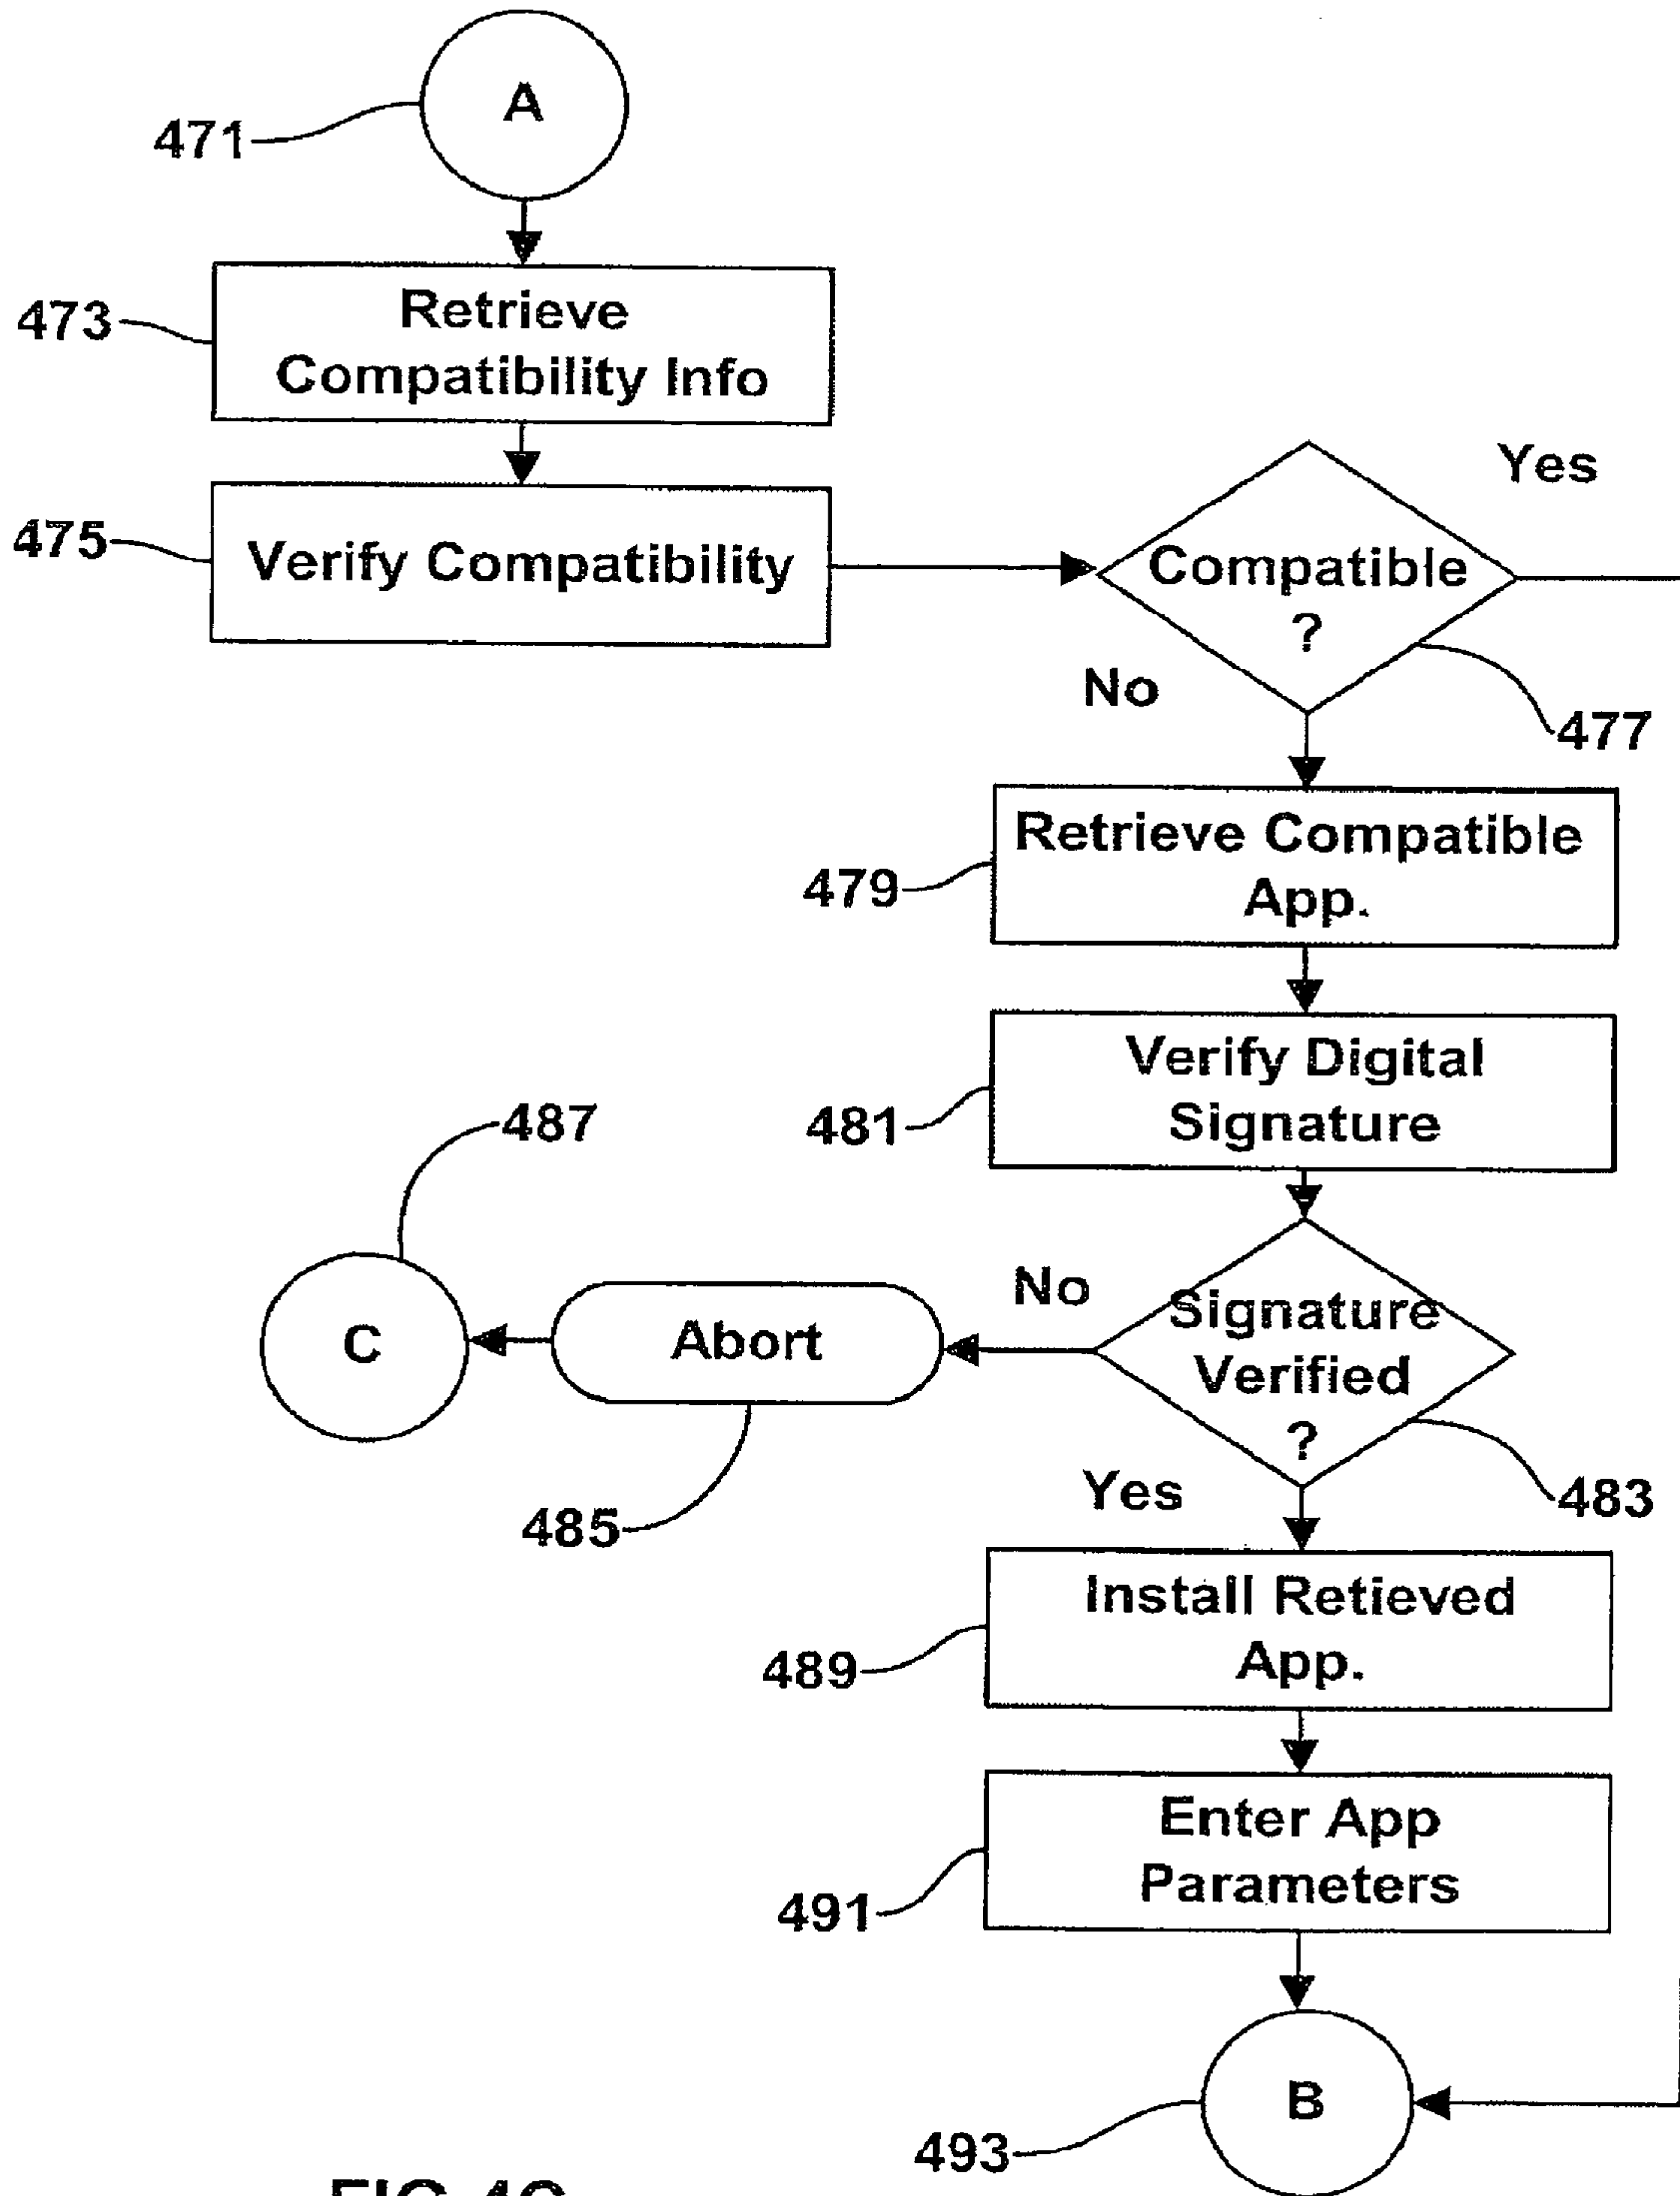 A
471
473
Retrieve
Compatibility Info
475
Verify Compatibility
Compatible
?
Yes
No
477
479
Retrieve Compatible
App.
481
Verify Digital
Signature
487
C
Abort
485
No
Signature
Verified
?
483
Yes
489
Install Retieved
App.
491
Enter App
Parameters
B
493